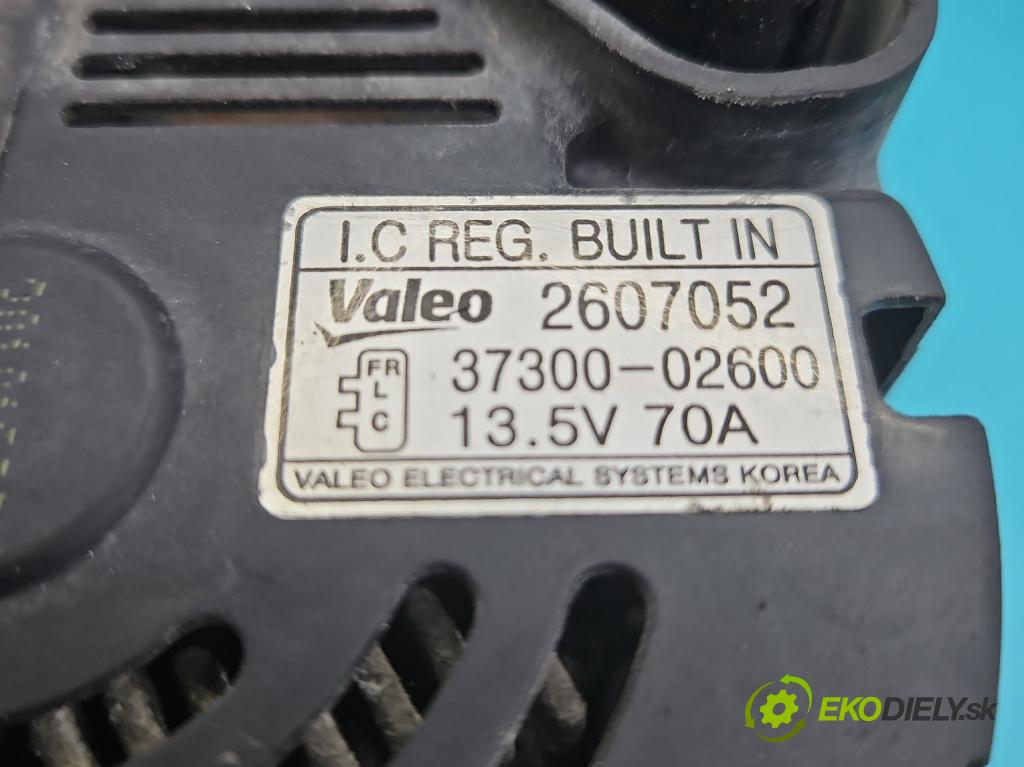 I.C REG. BUILT IN
Valeo 2607052
FR
L
C
37300-02600
13.5V 70A
VALEO ELECTRICAL SYSTEMS KOREA
EKODIELY.sk